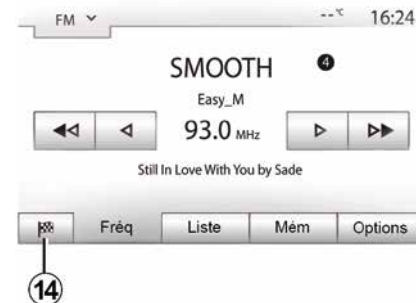 FM --°C 16:24
SMOOTH 4
Easy_M
93.0 MHz
Still In Love With You by Sade
Fréq Liste Mém Options
14